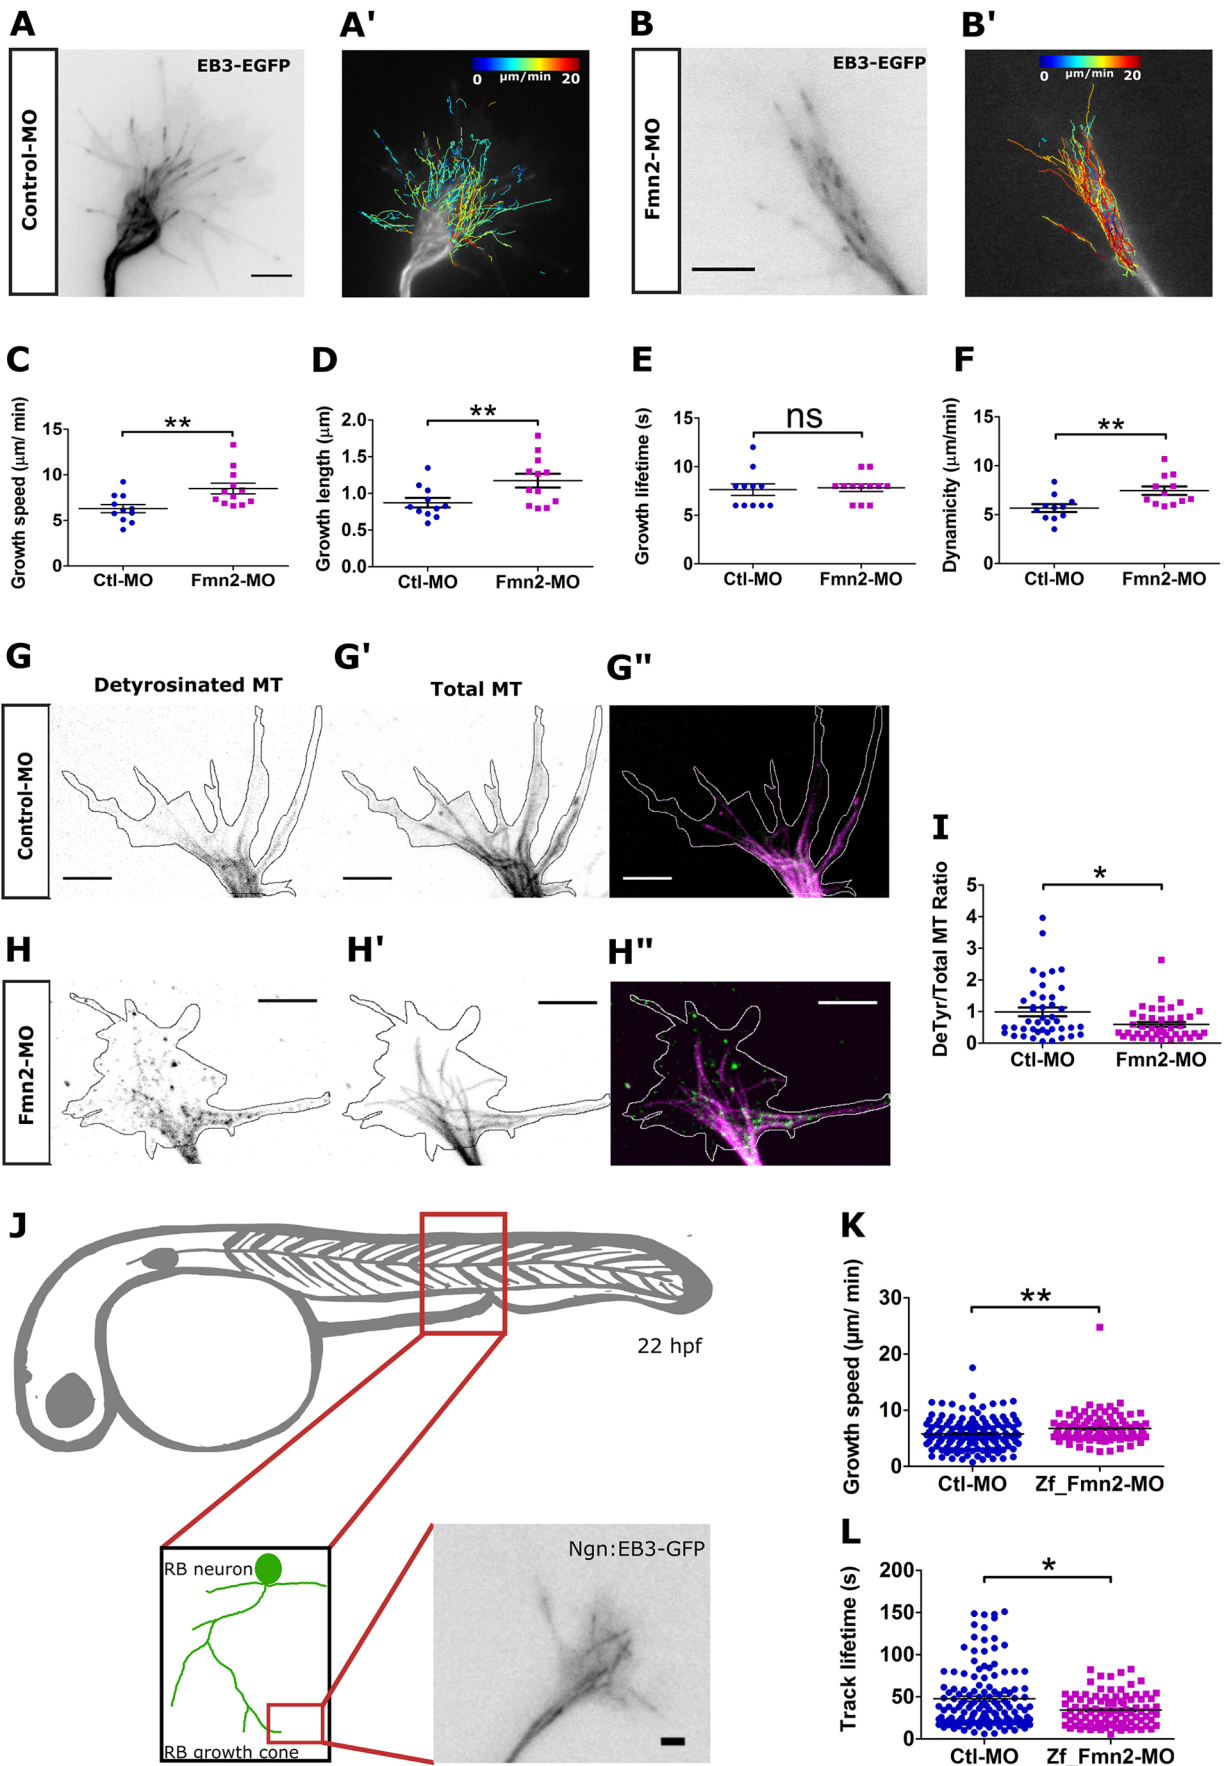 A
A'
B
B'
Control-MO
EB3-EGFP
0 µm/min 20
Fmn2-MO
EB3-EGFP
0 µm/min 20
C
D
E
F
Growth speed (µm/ min)
15
10
5
0
**
Ctl-MO
Fmn2-MO
Growth length (µm)
2.0
1.5
1.0
0.5
0.0
**
Ctl-MO
Fmn2-MO
Growth lifetime (s)
15
10
5
0
ns
Ctl-MO
Fmn2-MO
Dynamicity (µm/min)
15
10
5
0
**
Ctl-MO
Fmn2-MO
G
G'
G''
Detyrosinated MT
Total MT
Control-MO
H
H'
H''
Fmn2-MO
I
DeTyr/Total MT Ratio
5
4
3
2
1
0
*
Ctl-MO
Fmn2-MO
J
22 hpf
RB neuron
RB growth cone
Ngn:EB3-GFP
K
Growth speed (µm/ min)
30
20
10
0
**
Ctl-MO
Zf_Fmn2-MO
L
Track lifetime (s)
200
150
100
50
0
*
Ctl-MO
Zf_Fmn2-MO